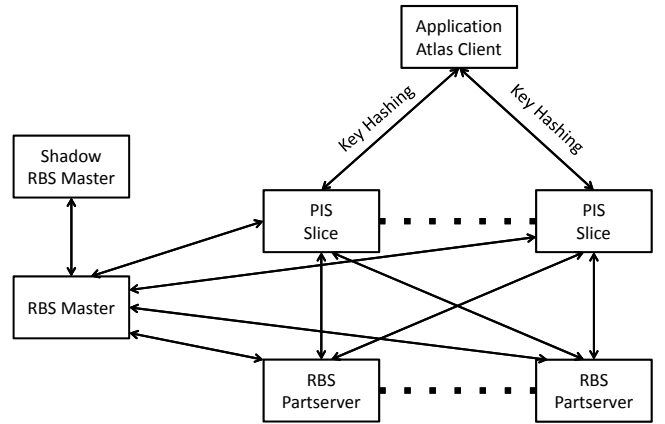 Application
Atlas Client
Key Hashing
Key Hashing
Shadow
RBS Master
PIS
Slice
PIS
Slice
RBS Master
RBS
Partserver
RBS
Partserver